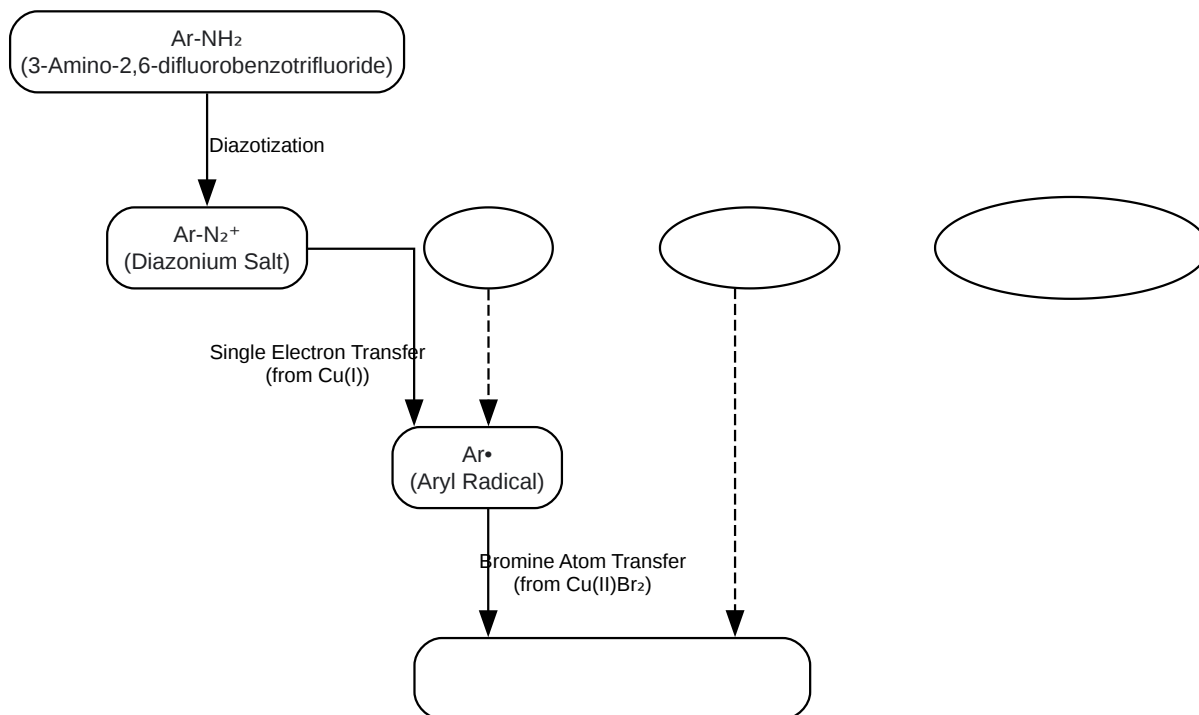 Ar-NH₂
(3-Amino-2,6-difluorobenzotrifluoride)
Diazotization
Ar-N₂⁺
(Diazonium Salt)
Single Electron Transfer
(from Cu(I))
Ar•
(Aryl Radical)
Bromine Atom Transfer
(from Cu(II)Br₂)